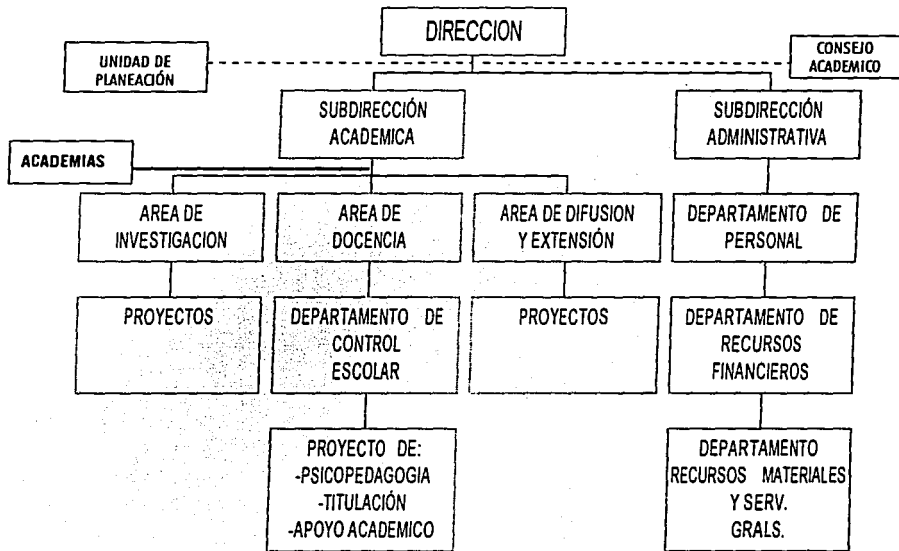 DIRECCION
UNIDAD DE
PLANEACIÓN
CONSEJO
ACADEMICO
SUBDIRECCIÓN
ACADEMICA
SUBDIRECCIÓN
ADMINISTRATIVA
ACADEMIAS
AREA DE
INVESTIGACION
AREA DE
DOCENCIA
AREA DE DIFUSION
Y EXTENSIÓN
DEPARTAMENTO DE
PERSONAL
PROYECTOS
DEPARTAMENTO DE
CONTROL
ESCOLAR
PROYECTOS
DEPARTAMENTO DE
RECURSOS
FINANCIEROS
PROYECTO DE:
-PSICOPEDAGOGIA
-TITULACIÓN
-APOYO ACADEMICO
DEPARTAMENTO
RECURSOS MATERIALES
Y SERV.
GRALS.